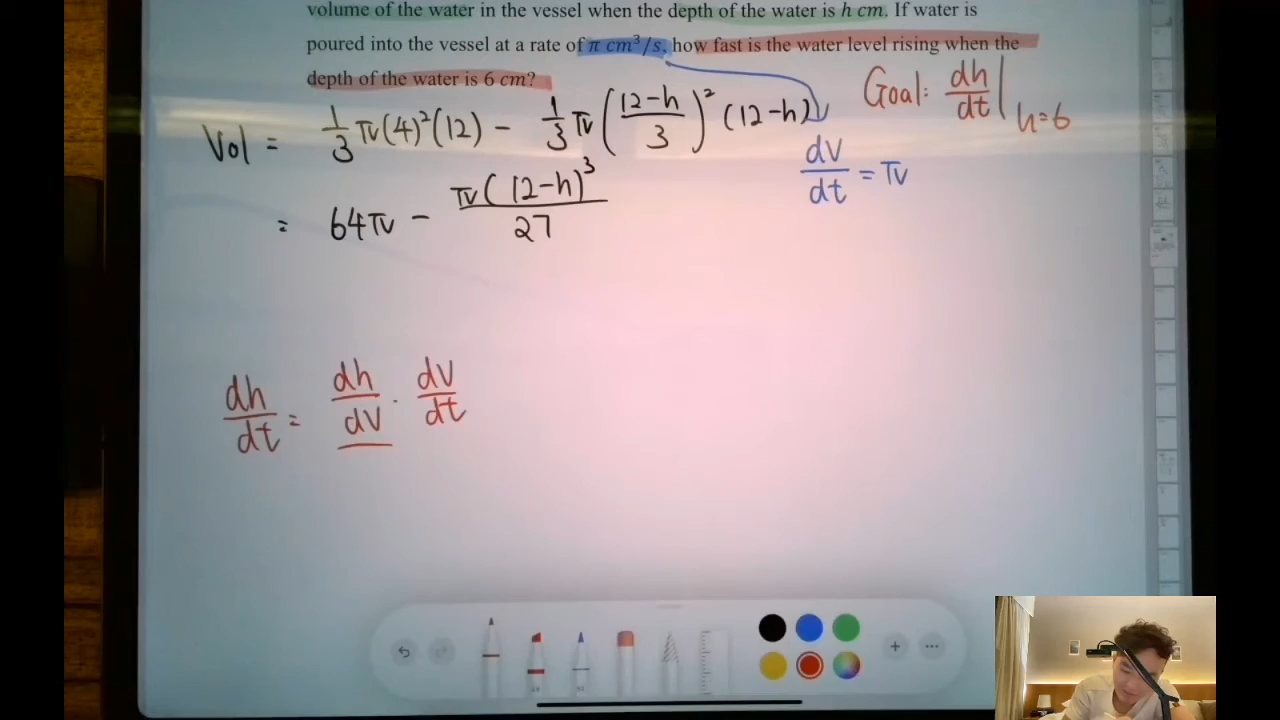 volume of the water in the vessel when the depth of the water is h cm. If water is
poured into the vessel at a rate of π cm³/s, how fast is the water level rising when the
depth of the water is 6 cm?
Goal: dh/dt | h=6
Vol = 1/3 π(4)²(12) - 1/3 π((12-h)/3)² (12-h)
dV/dt = π
= 64π - π(12-h)³/27
dh/dt = dh/dV · dV/dt